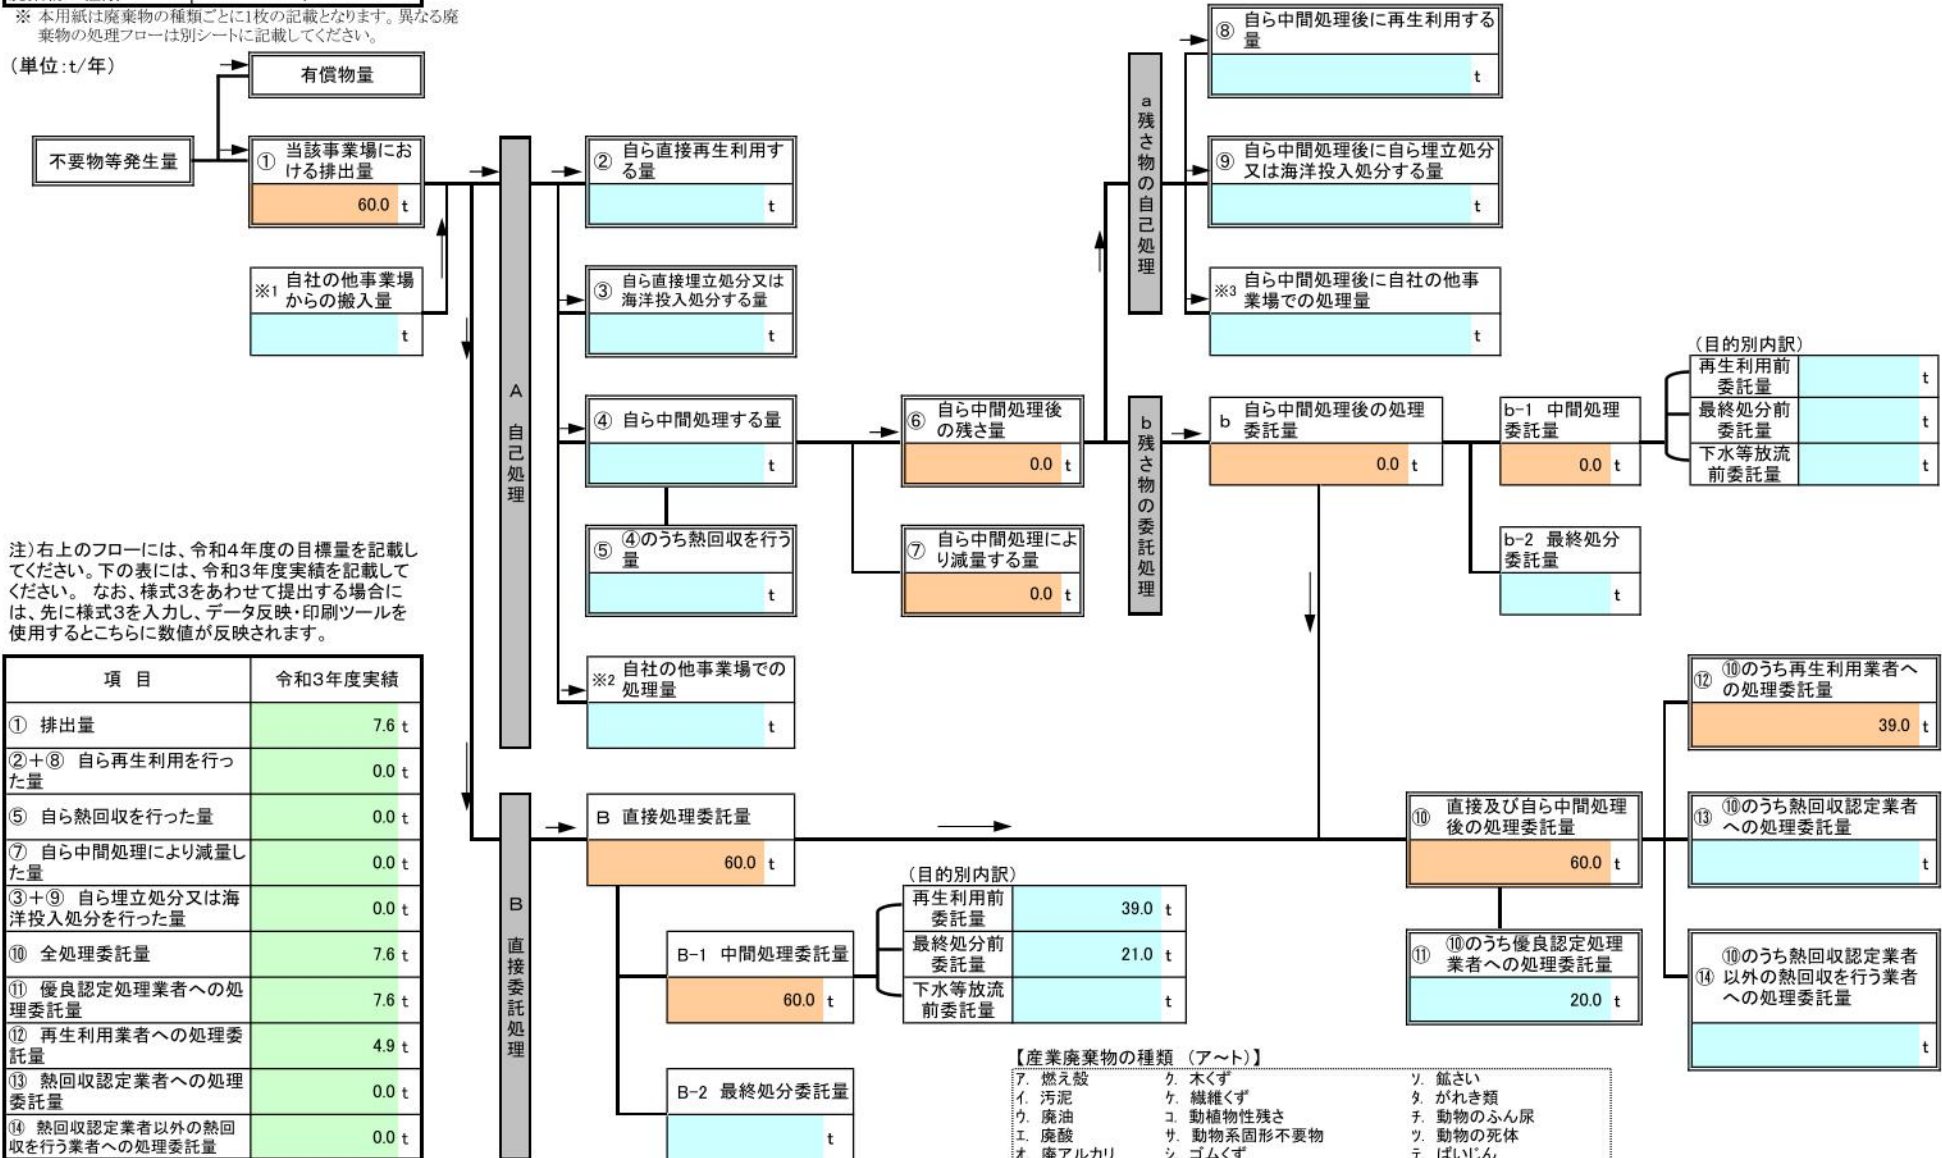 ※ 本用紙は廃棄物の種類ごとに1枚の記載となります。異なる廃
棄物の処理フローは別シートに記載してください。
(単位:t/年)
有償物量
不要物等発生量
① 当該事業場にお
ける排出量
60.0 t
※1 自社の他事業場
からの搬入量
t
A 自己処理
② 自ら直接再生利用す
る量
t
③ 自ら直接埋立処分又は
海洋投入処分する量
t
④ 自ら中間処理する量
t
⑤ ④のうち熱回収を行う
量
t
※2 自社の他事業場での
処理量
t
⑥ 自ら中間処理後
の残さ量
0.0 t
⑦ 自ら中間処理によ
り減量する量
0.0 t
a 残さ物の自己処理
⑧ 自ら中間処理後に再生利用する
量
t
⑨ 自ら中間処理後に自ら埋立処分
又は海洋投入処分する量
t
※3 自ら中間処理後に自社の他事
業場での処理量
t
b 残さ物の委託処理
b 自ら中間処理後の処理
委託量
0.0 t
b-1 中間処理
委託量
0.0 t
(目的別内訳)
再生利用前
委託量
t
最終処分前
委託量
t
下水等放流
前委託量
t
b-2 最終処分
委託量
t
注)右上のフローには、令和4年度の目標量を記載し
てください。下の表には、令和3年度実績を記載して
ください。 なお、様式3をあわせて提出する場合に
は、先に様式3を入力し、データ反映・印刷ツールを
使用するとこちらに数値が反映されます。
項 目 令和3年度実績
① 排出量 7.6 t
②+⑧ 自ら再生利用を行っ
た量
0.0 t
⑤ 自ら熱回収を行った量 0.0 t
⑦ 自ら中間処理により減量し
た量
0.0 t
③+⑨ 自ら埋立処分又は海
洋投入処分を行った量
0.0 t
⑩ 全処理委託量 7.6 t
⑪ 優良認定処理業者への処
理委託量
7.6 t
⑫ 再生利用業者への処理委
託量
4.9 t
⑬ 熱回収認定業者への処理
委託量
0.0 t
⑭ 熱回収認定業者以外の熱回
収を行う業者への処理委託量
0.0 t
B 直接委託処理
B 直接処理委託量
60.0 t
B-1 中間処理委託量
60.0 t
(目的別内訳)
再生利用前
委託量
39.0 t
最終処分前
委託量
21.0 t
下水等放流
前委託量
t
B-2 最終処分委託量
t
⑩ 直接及び自ら中間処理
後の処理委託量
60.0 t
⑪ ⑩のうち優良認定処理
業者への処理委託量
20.0 t
⑫ ⑩のうち再生利用業者へ
の処理委託量
39.0 t
⑬ ⑩のうち熱回収認定業者
への処理委託量
t
⑭ ⑩のうち熱回収認定業者
以外の熱回収を行う業者
への処理委託量
t
【産業廃棄物の種類 (ア~ト)】
ア. 燃え殻 ク. 木くず ソ. 鉱さい
イ. 汚泥 ケ. 繊維くず タ. がれき類
ウ. 廃油 コ. 動植物性残さ チ. 動物のふん尿
エ. 廃酸 サ. 動物系固形不要物 ツ. 動物の死体
オ. 廃アルカリ シ. ゴムくず テ. ばいじん